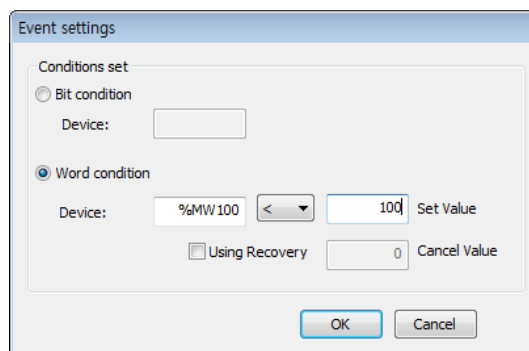 Event settings
Conditions set
Bit condition
Device:
Word condition
Device: %MW100 < 100 Set Value
Using Recovery 0 Cancel Value
OK Cancel